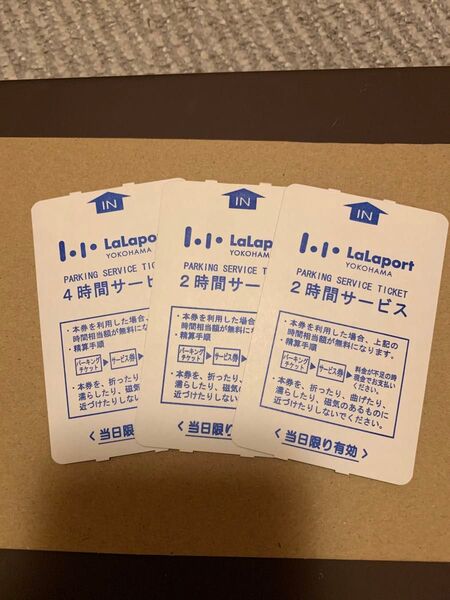 IN
LaLaport
YOKOHAMA
PARKING SERVICE TICKET
4時間サービ
・本券を利用した場合、
時間相当額が無料にな
・精算手順
パーキング
チケット
サービス券
・本券を、折ったり、
濡らしたり、磁気の
近づけたりしない
〈当日限り
IN
LaLaport
YOKOHAMA
PARKING SERVICE T
2時間サー
・本券を利用した場
時間相当額が無料
・精算手順
パーキング
チケット
サービス券
・本券を、折ったり
濡らしたり、磁気
近づけたりしな
〈当日限
IN
LaLaport
YOKOHAMA
PARKING SERVICE TICKET
2時間サービス
・本券を利用した場合、上記の
時間相当額が無料になります。
・精算手順
パーキング
チケット
サービス券
料金が不足の時
現金でお支払い
ください。
・本券を、折ったり、曲げたり、
濡らしたり、磁気のあるものに
近づけたりしないでください。
〈当日限り有効〉